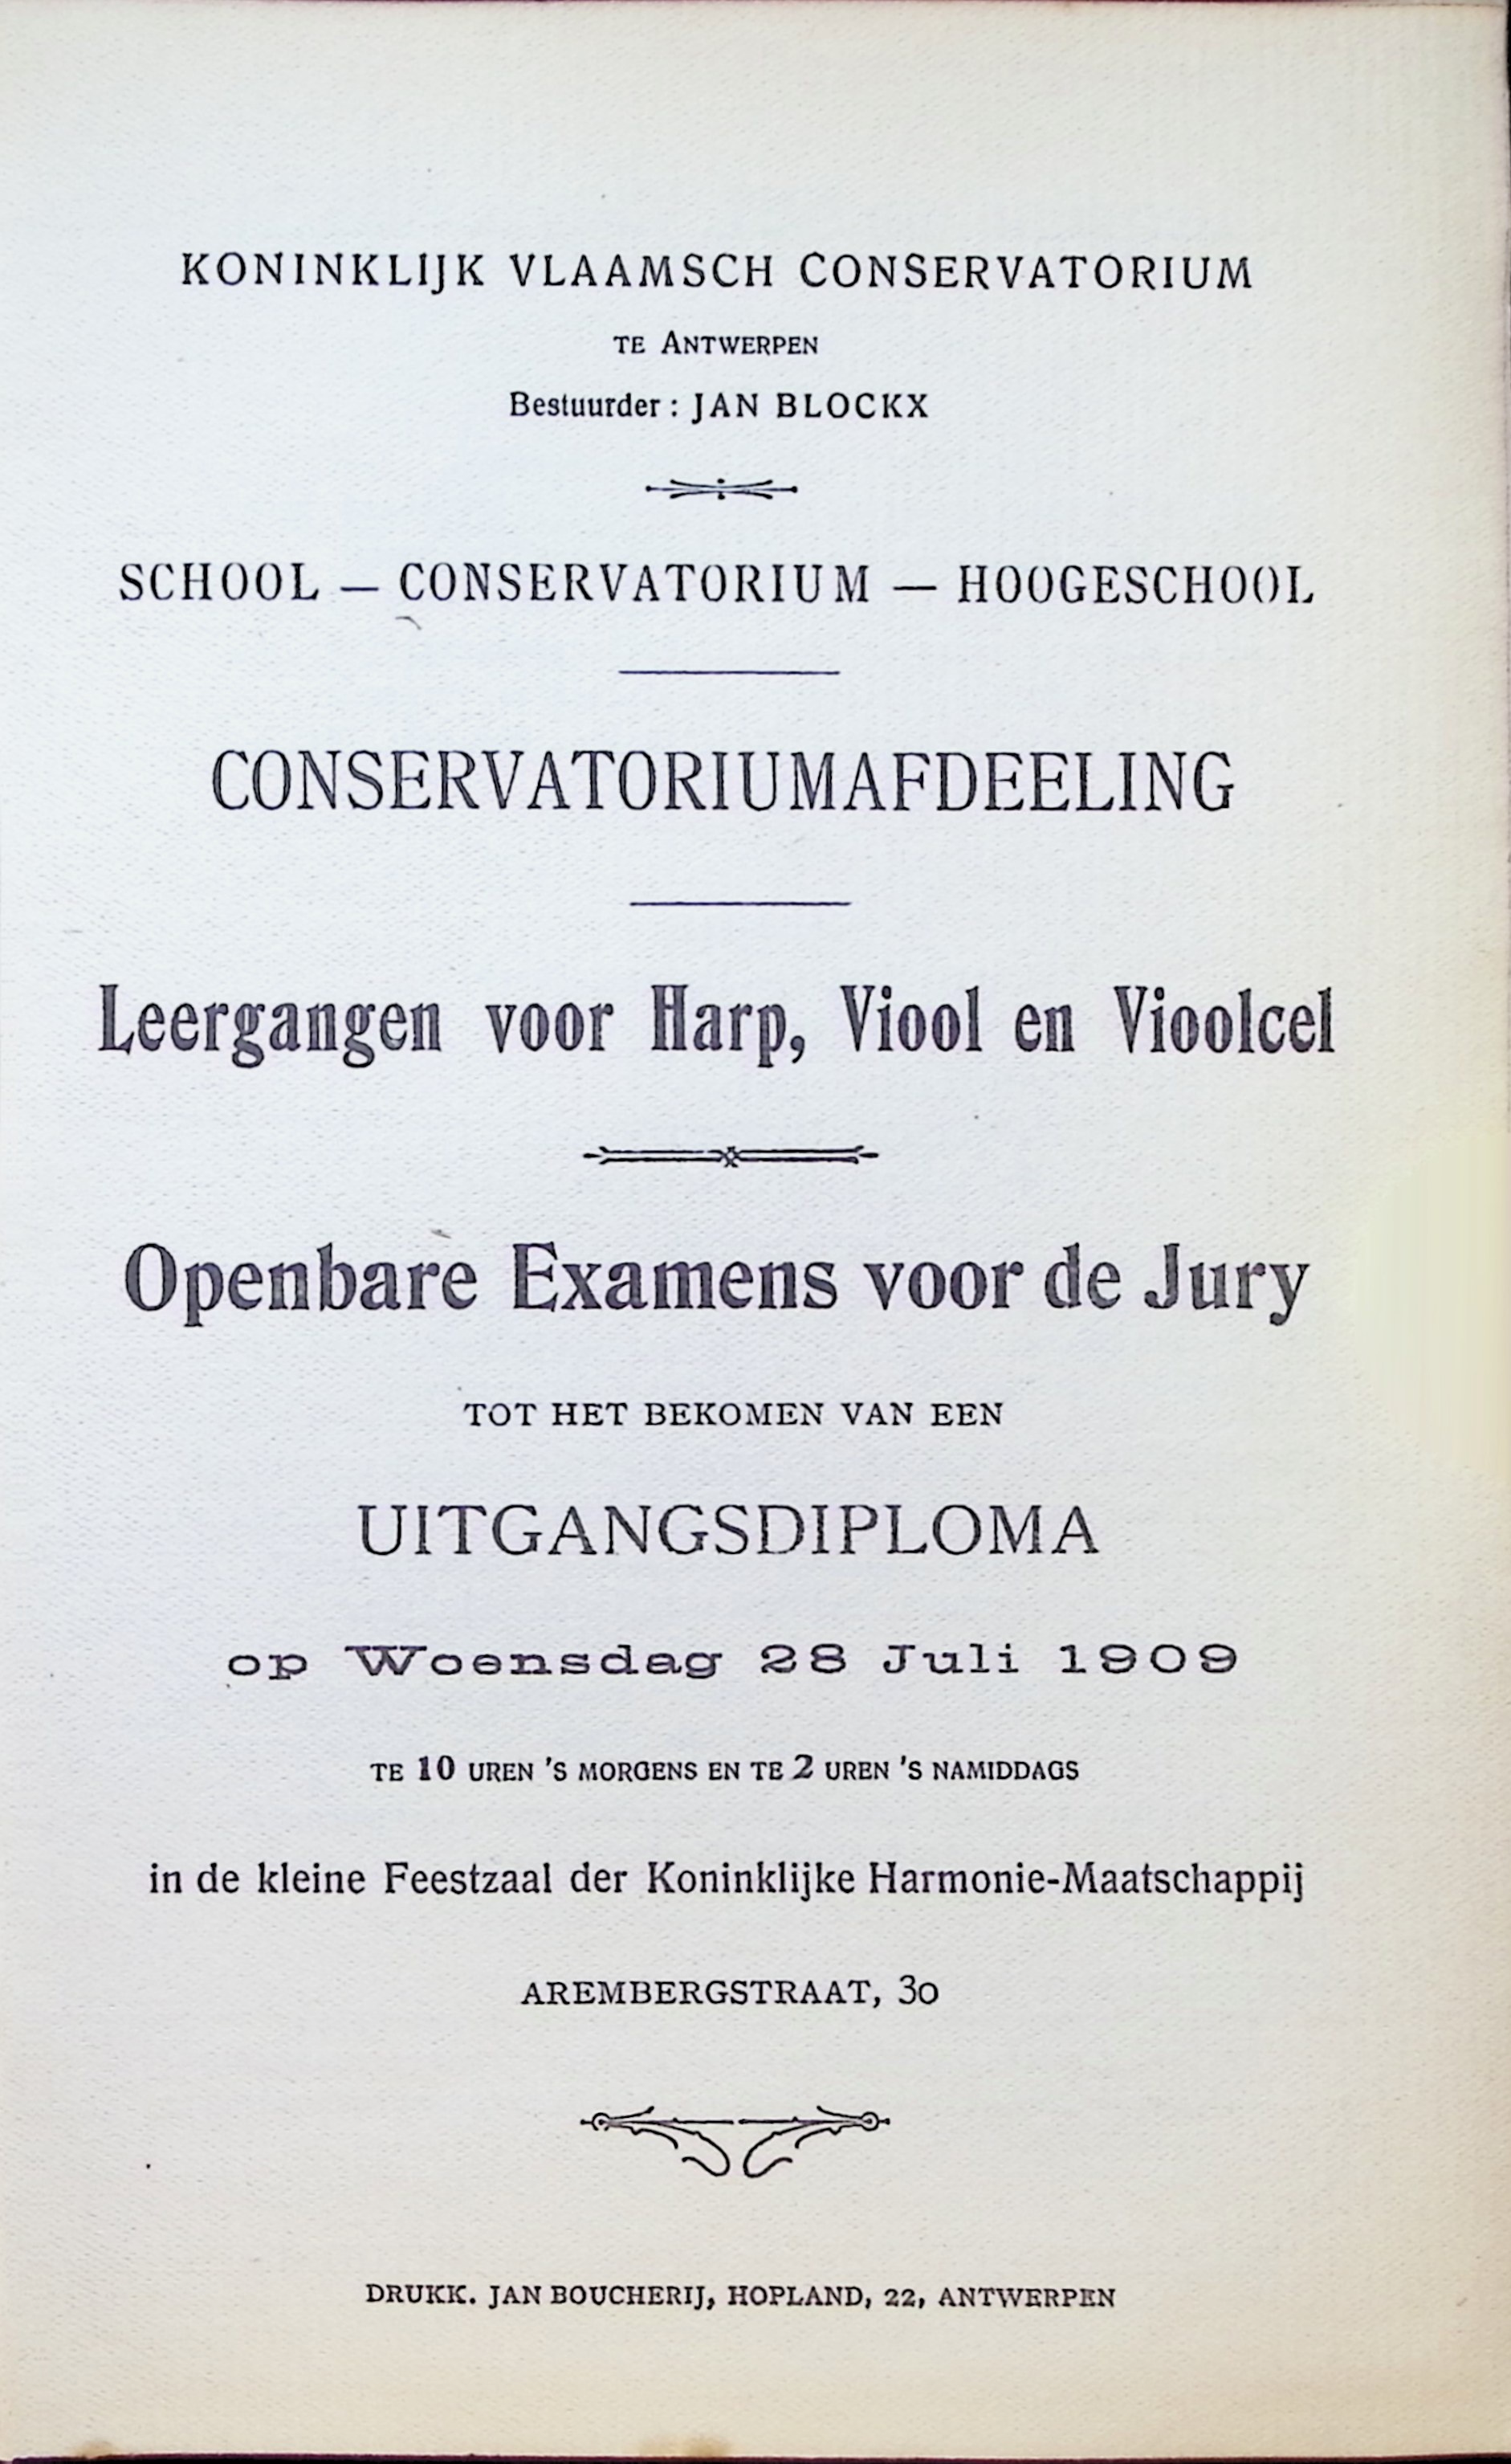 KONINKLIJK VLAAMSCH CONSERVATORIUM
TE ANTWERPEN
Bestuurder : JAN BLOCKX
SCHOOL — CONSERVATORIUM — HOOGESCHOOL
CONSERVATORIUMAFDEELING
Leergangen voor Harp, Viool en Vioolcel
Openbare Examens voor de Jury
TOT HET BEKOMEN VAN EEN
UITGANGSDIPLOMA
op Woensdag 28 Juli 1909
TE 10 UREN 'S MORGENS EN TE 2 UREN 'S NAMIDDAGS
in de kleine Feestzaal der Koninklijke Harmonie-Maatschappij
AREMBERGSTRAAT, 30
DRUKK. JAN BOUCHERIJ, HOPLAND, 22, ANTWERPEN